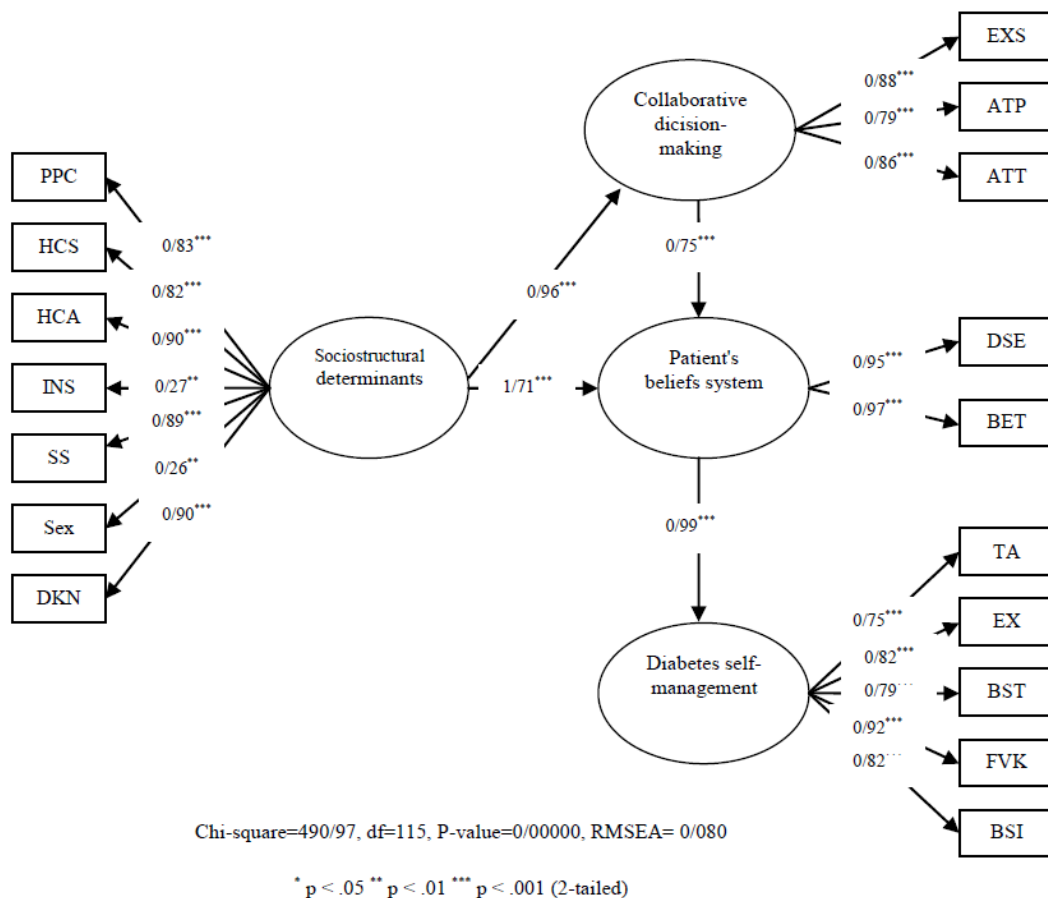 PPC
HCS
HCA
INS
SS
Sex
DKN
0/83***
0/82***
0/90***
0/27**
0/89***
0/26**
0/90***
Sociostructural
determinants
0/96***
1/71***
Collaborative
dicision-
making
0/88***
0/79***
0/86***
EXS
ATP
ATT
0/75***
Patient's
beliefs system
0/95***
0/97***
DSE
BET
0/99***
Diabetes self-
management
0/75***
0/82***
0/79***
0/92***
0/82***
TA
EX
BST
FVK
BSI
Chi-square=490/97, df=115, P-value=0/00000, RMSEA= 0/080
* p < .05 ** p < .01 *** p < .001 (2-tailed)